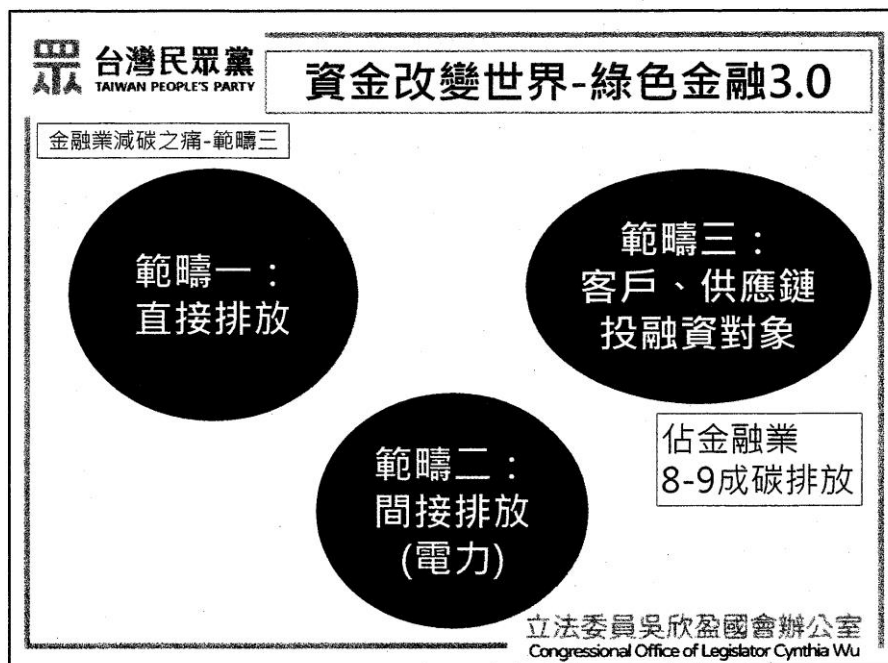 台灣民眾黨
TAIWAN PEOPLE'S PARTY
資金改變世界-綠色金融3.0
金融業減碳之痛-範疇三
範疇一：
直接排放
範疇三：
客戶、供應鏈
投融資對象
範疇二：
間接排放
(電力)
佔金融業
8-9成碳排放
立法委員吳欣盈國會辦公室
Congressional Office of Legislator Cynthia Wu